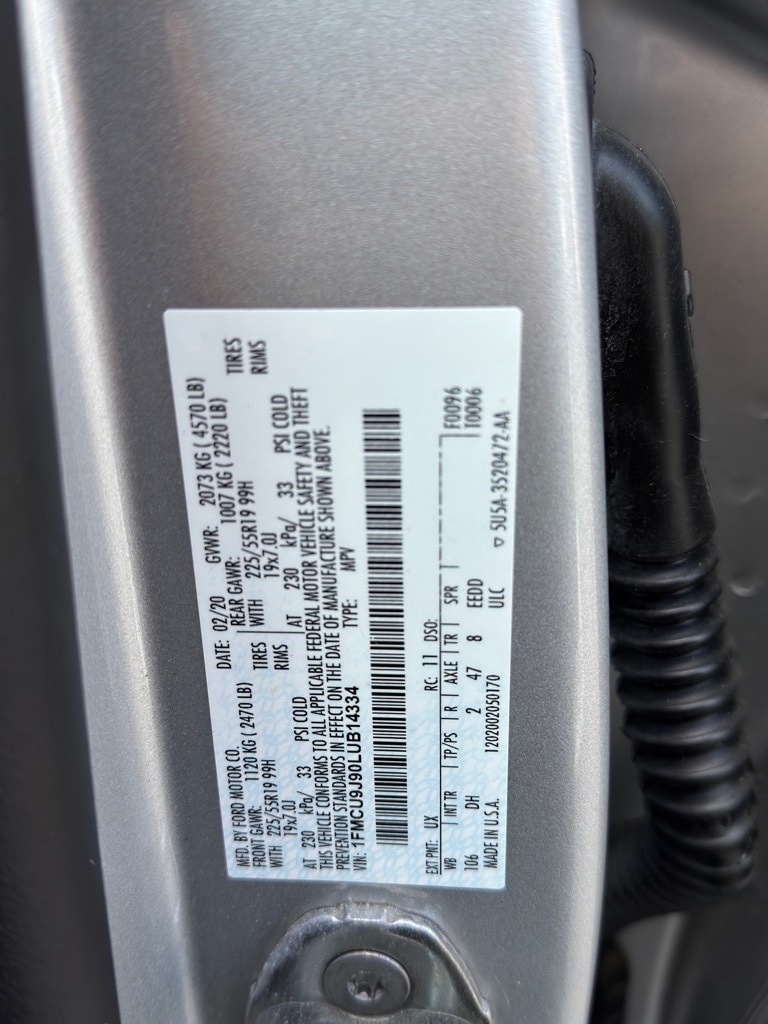 MFD. BY FORD MOTOR CO.
DATE: 02/20 GVWR: 2073 KG ( 4570 LB)
FRONT GAWR: 1120 KG ( 2470 LB) REAR GAWR: 1007 KG ( 2220 LB)
WITH 225/55R19 99H TIRES WITH 225/55R19 99H TIRES
19x7.0J RIMS 19x7.0J RIMS
AT 230 kPa/ 33 PSI COLD AT 230 kPa/ 33 PSI COLD
THIS VEHICLE CONFORMS TO ALL APPLICABLE FEDERAL MOTOR VEHICLE SAFETY AND THEFT
PREVENTION STANDARDS IN EFFECT ON THE DATE OF MANUFACTURE SHOWN ABOVE.
VIN: 1FMCU9J90LUB14334 TYPE: MPV
EXT PNT: UX RC: 11 DSO: F0096
WB INT TR TP/PS R AXLE TR SPR T0006
106 DH 2 47 8 EEDD
MADE IN U.S.A. 1202002050170 ULC 5U5A-3520472-AA